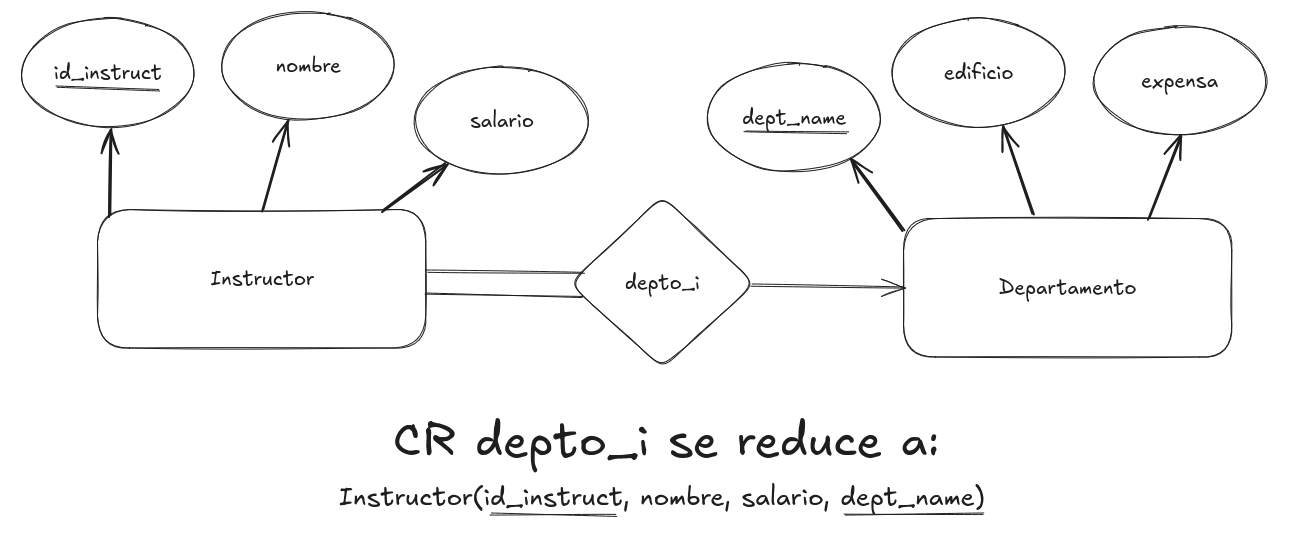 id_instruct
nombre
salario
dept_name
edificio
expensa
Instructor
depto_i
Departamento
CR depto_i se reduce a:
Instructor(id_instruct, nombre, salario, dept_name)